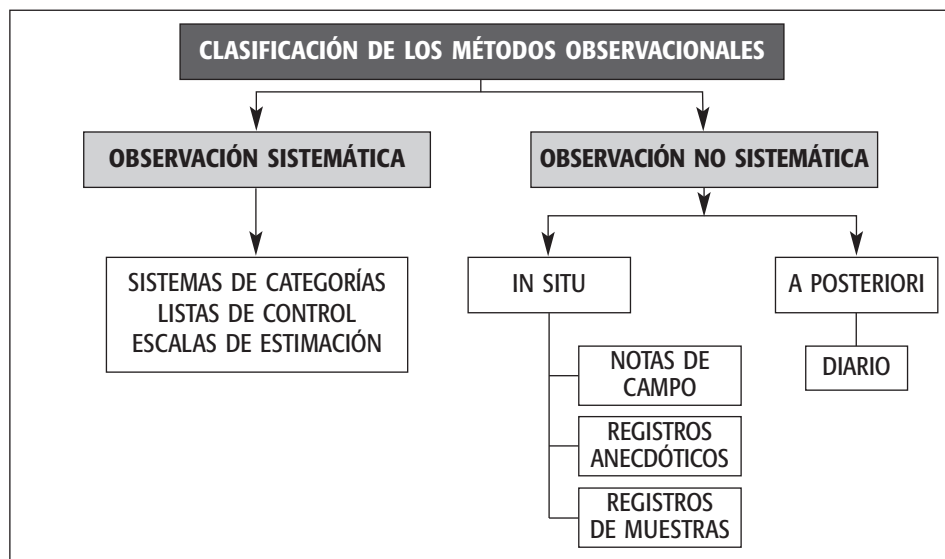 CLASIFICACIÓN DE LOS MÉTODOS OBSERVACIONALES
OBSERVACIÓN SISTEMÁTICA
OBSERVACIÓN NO SISTEMÁTICA
SISTEMAS DE CATEGORÍAS
LISTAS DE CONTROL
ESCALAS DE ESTIMACIÓN
IN SITU
A POSTERIORI
NOTAS DE
CAMPO
REGISTROS
ANECDÓTICOS
REGISTROS
DE MUESTRAS
DIARIO